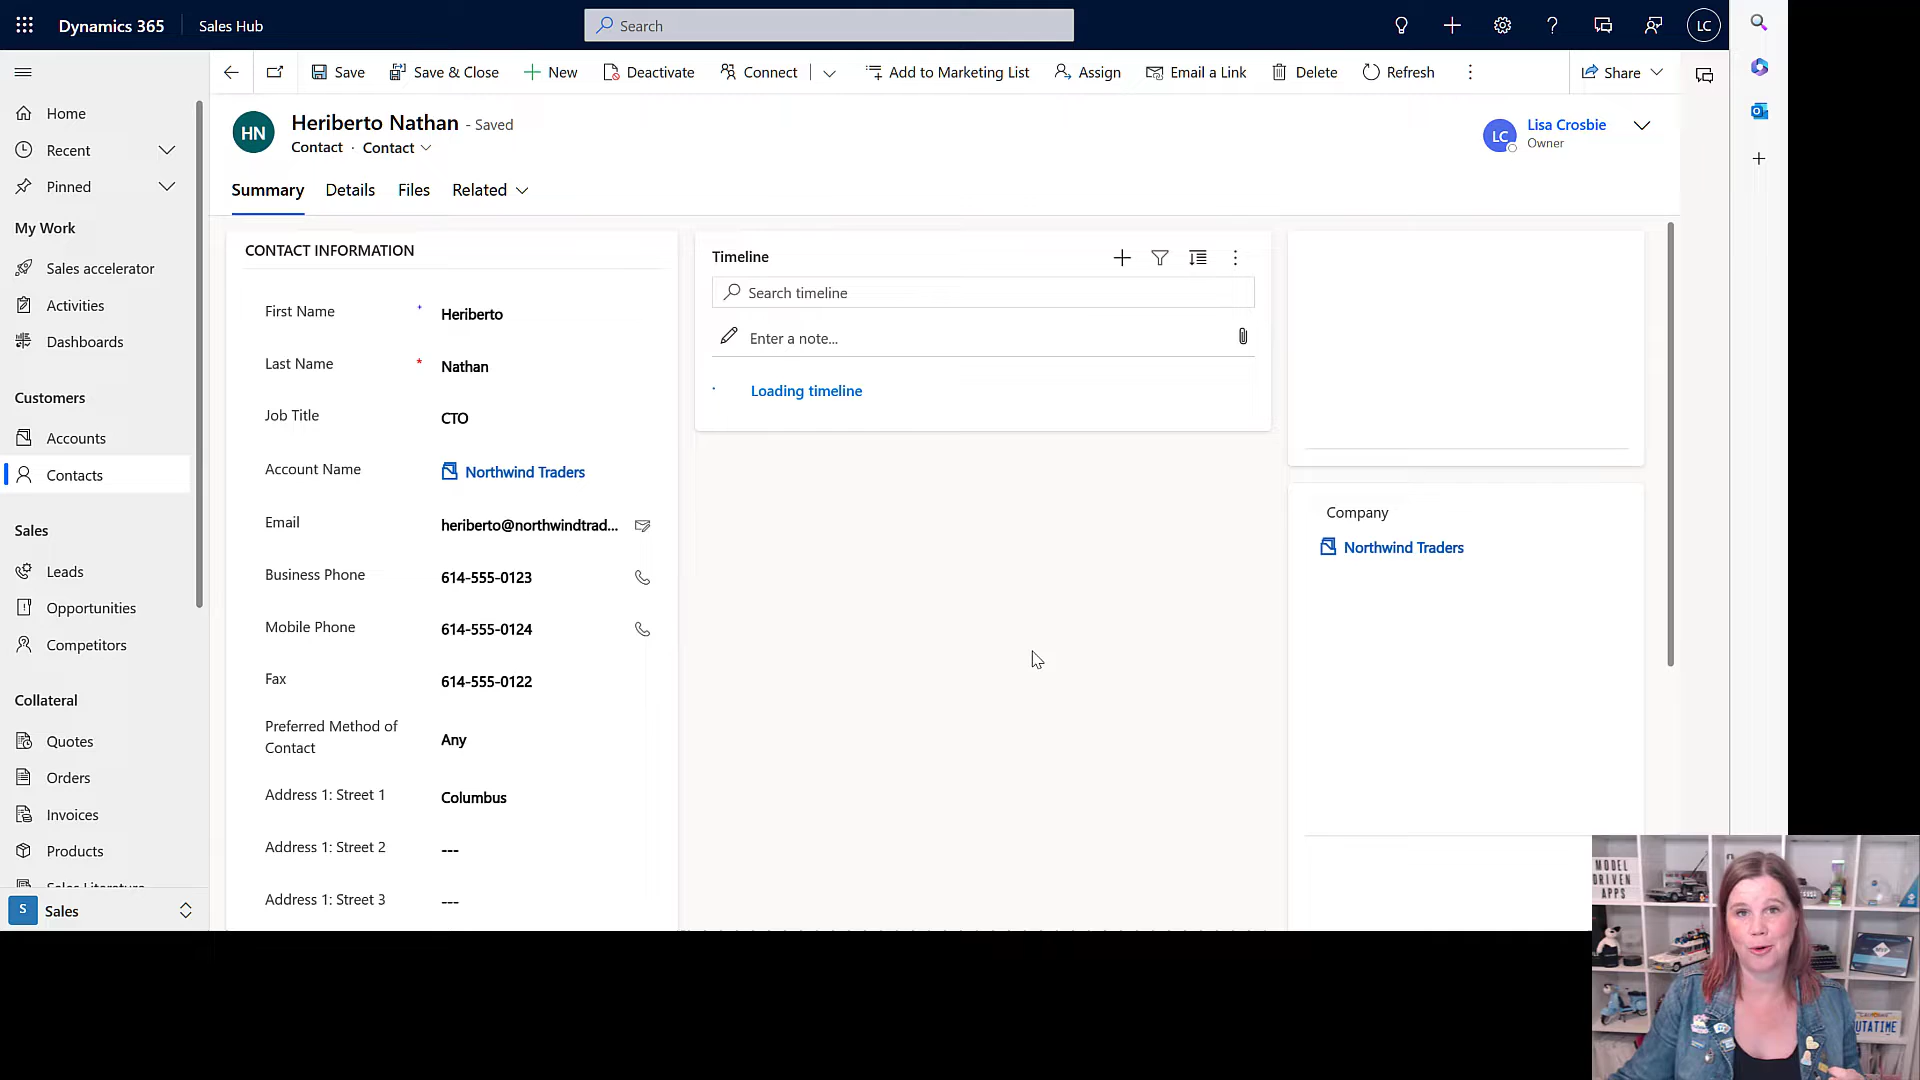 Dynamics 365
Sales Hub
Search
LC
Save
Save & Close
New
Deactivate
Connect
Add to Marketing List
Assign
Email a Link
Delete
Refresh
Share
Home
Recent
Pinned
My Work
Sales accelerator
Activities
Dashboards
Customers
Accounts
Contacts
Sales
Leads
Opportunities
Competitors
Collateral
Quotes
Orders
Invoices
Products
Sales Literature
S
Sales
HN
Heriberto Nathan - Saved
Contact · Contact
LC
Lisa Crosbie
Owner
Summary
Details
Files
Related
CONTACT INFORMATION
First Name
Heriberto
Last Name * Nathan
Job Title
CTO
Account Name
Northwind Traders
Email
heriberto@northwindtrad...
Business Phone
614-555-0123
Mobile Phone
614-555-0124
Fax
614-555-0122
Preferred Method of
Contact
Any
Address 1: Street 1
Columbus
Address 1: Street 2
---
Address 1: Street 3
---
Timeline
Search timeline
Enter a note...
Loading timeline
Company
Northwind Traders
MODEL
DRIVEN
APPS
UTATIME